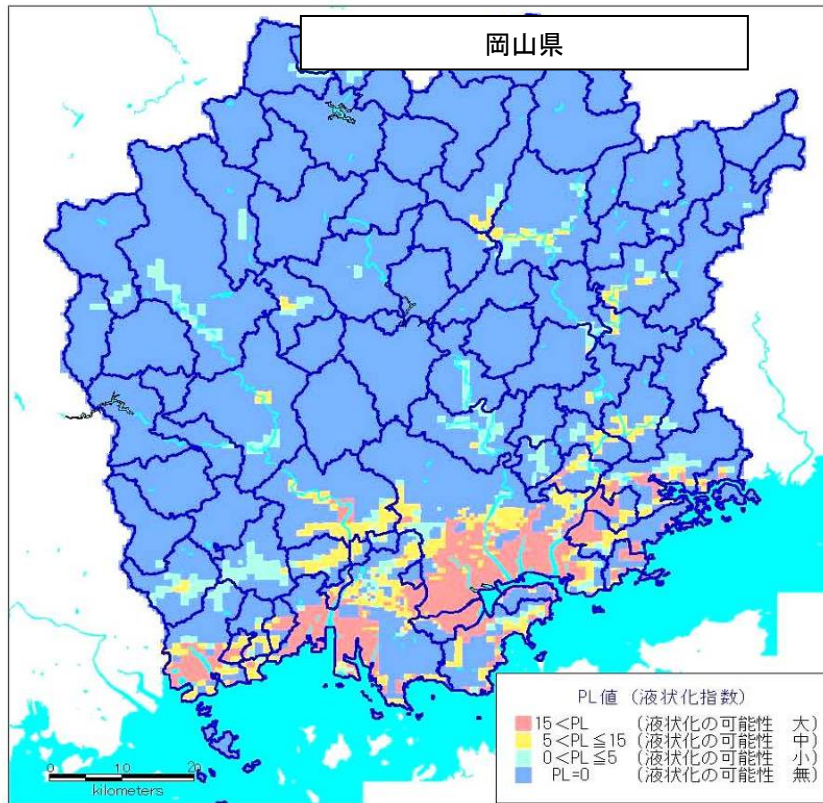 岡山県
PL値 (液状化指数)
15<PL (液状化の可能性 大)
5<PL≦15 (液状化の可能性 中)
0<PL≦5 (液状化の可能性 小)
PL=0 (液状化の可能性 無)
0 10 20
kilometers